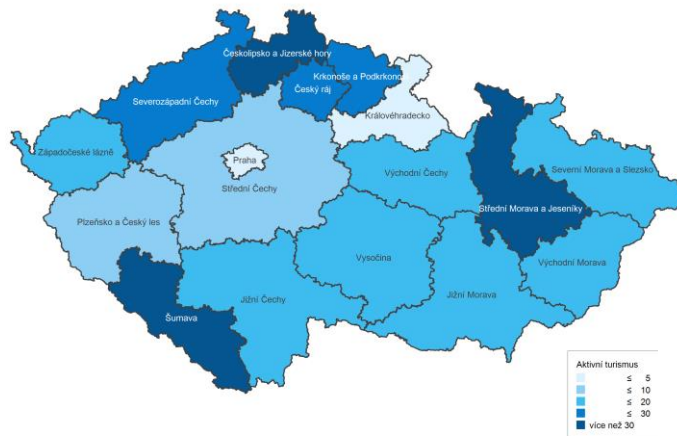 Českolipsko a Jizerské hory
Krkonoše a Podkrkonoší
Český ráj
Severozápadní Čechy
Královéhradecko
Západočeské lázně
Praha
Východní Čechy
Severní Morava a Slezsko
Střední Čechy
Střední Morava a Jeseníky
Plzeňsko a Český les
Vysočina
Východní Morava
Jižní Čechy
Jižní Morava
Šumava
Aktivní turismus
≤ 5
≤ 10
≤ 20
≤ 30
více než 30